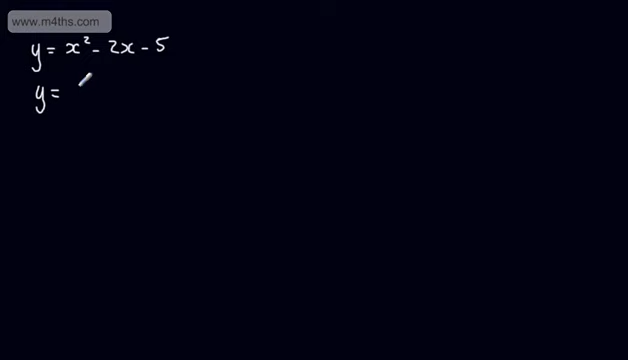 www.m4ths.com
y = x² - 2x - 5
y =